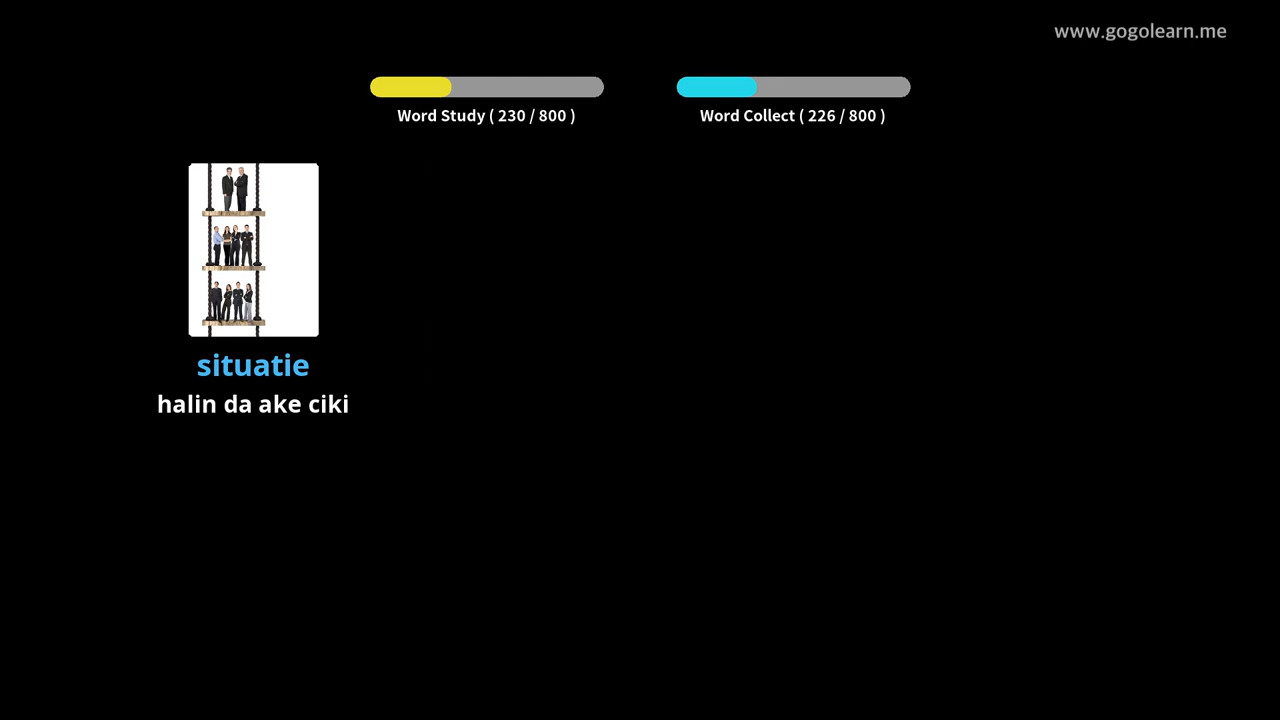 www.gogolearn.me
Word Study ( 230 / 800 )
Word Collect ( 226 / 800 )
situatie
halin da ake ciki